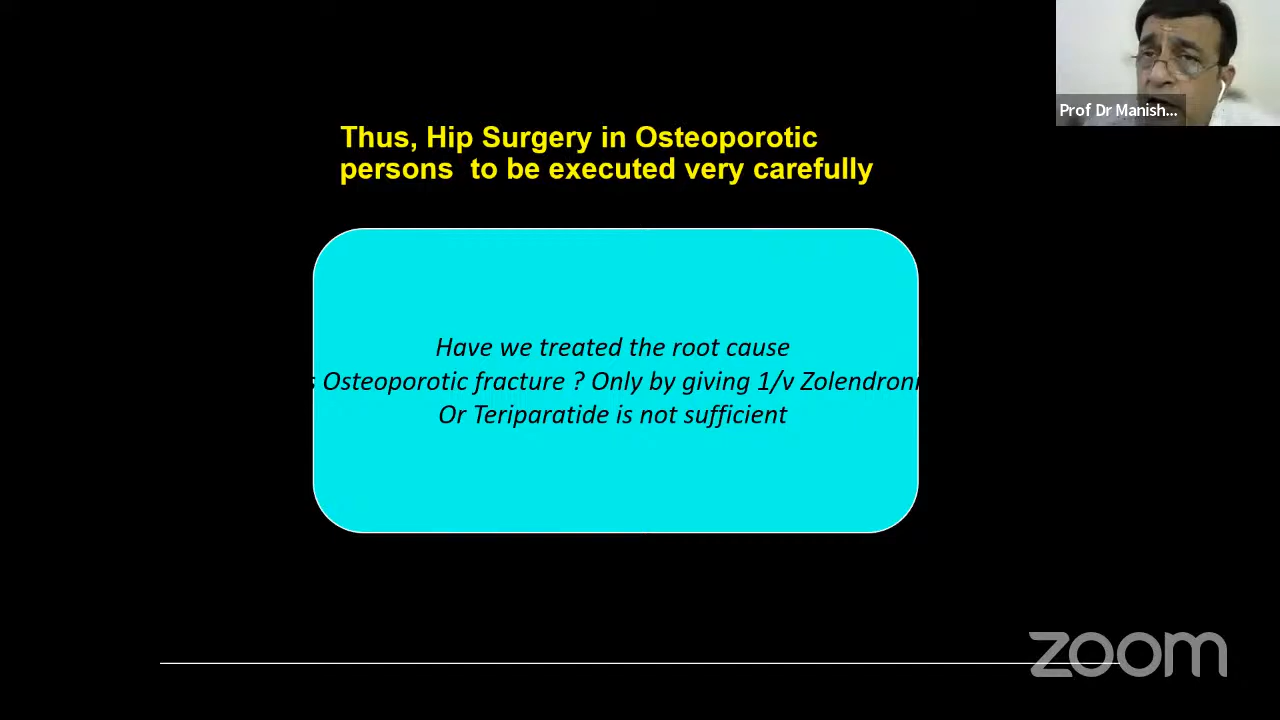 Prof Dr Manish...
Thus, Hip Surgery in Osteoporotic
persons to be executed very carefully
Have we treated the root cause
Osteoporotic fracture ? Only by giving 1/v
Or Teriparatide is not sufficient
zoom